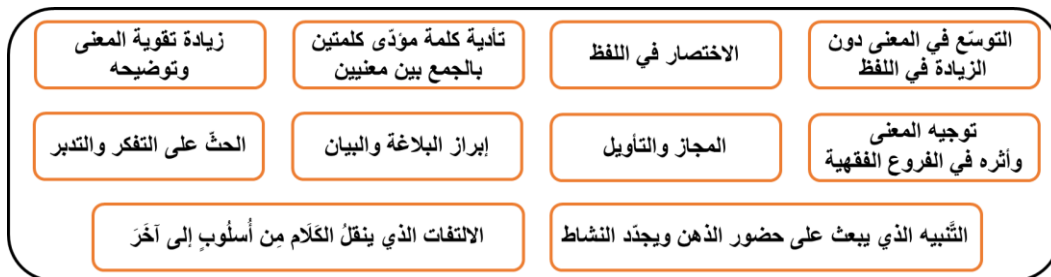 التوسّع في المعنى دون
الزيادة في اللفظ
الاختصار في اللفظ
تأدية كلمة مؤدّى كلمتين
بالجمع بين معنيين
زيادة تقوية المعنى
وتوضيحه
توجيه المعنى
وأثره في الفروع الفقهية
المجاز والتأويل
إبراز البلاغة والبيان
الحثّ على التفكر والتدبر
التَّنبيه الذي يبعث على حضور الذهن ويجدّد النشاط
الالتفات الذي ينقلُ الكَلَام مِن أُسلُوبٍ إلى آخَرَ